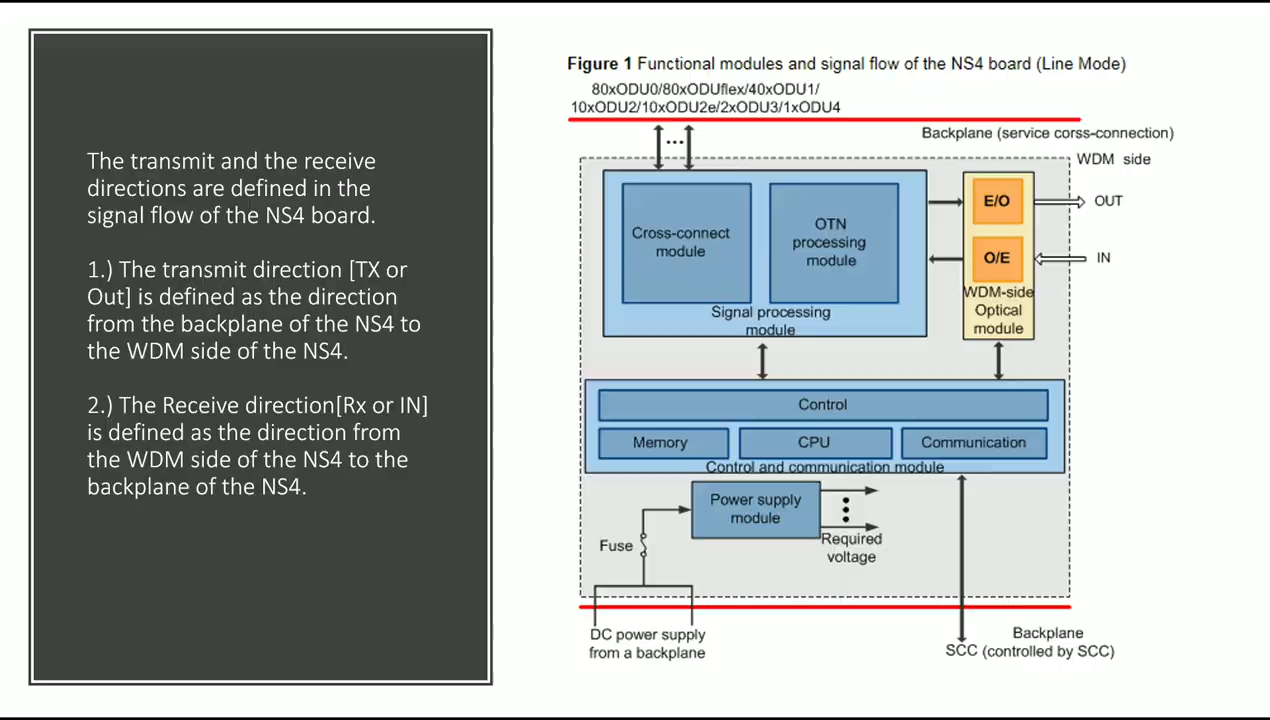 The transmit and the receive
directions are defined in the
signal flow of the NS4 board.
1.) The transmit direction [TX or
Out] is defined as the direction
from the backplane of the NS4 to
the WDM side of the NS4.
2.) The Receive direction[Rx or IN]
is defined as the direction from
the WDM side of the NS4 to the
backplane of the NS4.
Figure 1 Functional modules and signal flow of the NS4 board (Line Mode)
80xODU0/80xODUflex/40xODU1/
10xODU2/10xODU2e/2xODU3/1xODU4
Backplane (service corss-connection)
WDM side
Cross-connect
module
OTN
processing
module
Signal processing
module
E/O
OUT
O/E
IN
WDM-side
Optical
module
Control
Memory
CPU
Communication
Control and communication module
Power supply
module
Required
voltage
Fuse
DC power supply
from a backplane
Backplane
SCC (controlled by SCC)